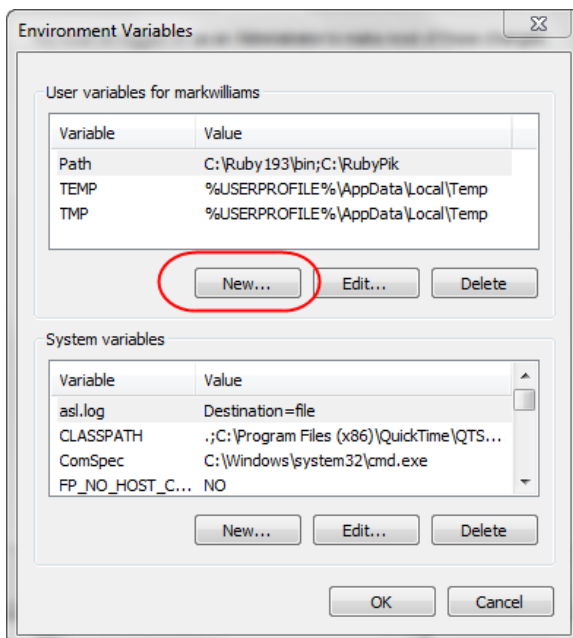 Environment Variables
User variables for markwilliams
Variable Value
Path C:\Ruby193\bin;C:\RubyPik
TEMP %USERPROFILE%\AppData\Local\Temp
TMP %USERPROFILE%\AppData\Local\Temp
New... Edit... Delete
System variables
Variable Value
asl.log Destination=file
CLASSPATH .;C:\Program Files (x86)\QuickTime\QTS...
ComSpec C:\Windows\system32\cmd.exe
FP_NO_HOST_C... NO
New... Edit... Delete
OK Cancel